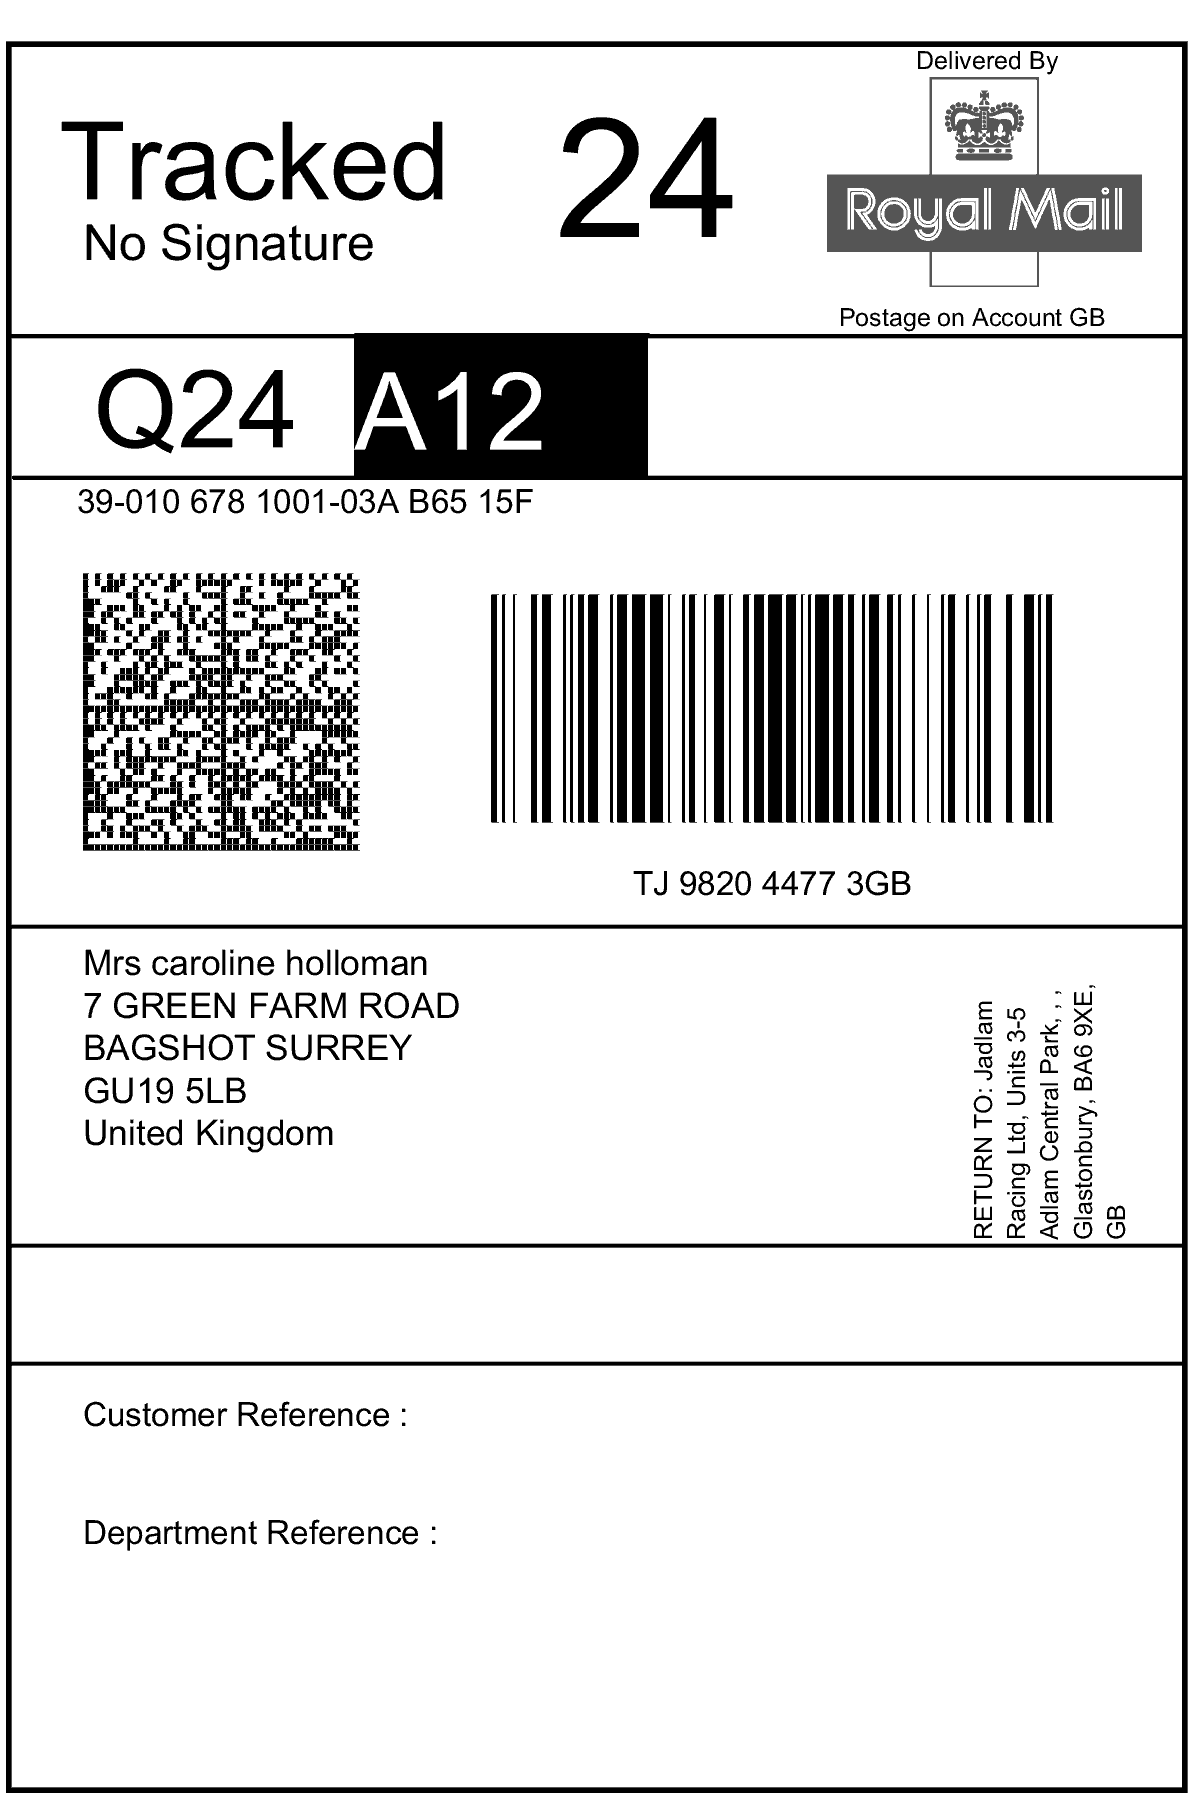 Delivered By
Tracked 24
No Signature
Royal Mail
Postage on Account GB
Q24 A12
39-010 678 1001-03A B65 15F
TJ 9820 4477 3GB
Mrs caroline holloman
7 GREEN FARM ROAD
BAGSHOT SURREY
GU19 5LB
United Kingdom
RETURN TO: Jadlam
Racing Ltd, Units 3-5
Adlam Central Park, , ,
Glastonbury, BA6 9XE,
GB
Customer Reference :
Department Reference :